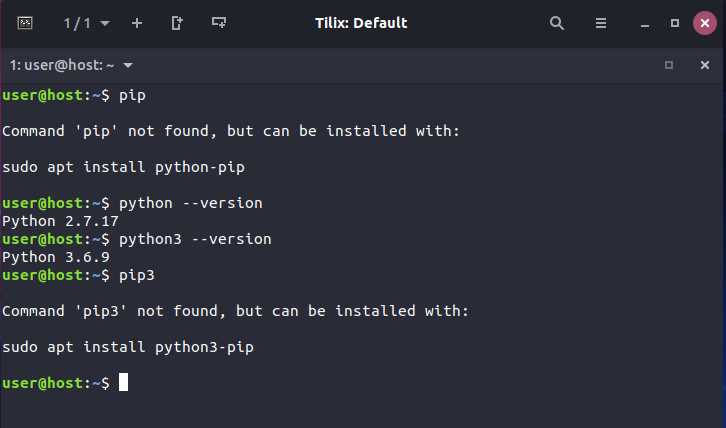 1 / 1
Tilix: Default
1: user@host: ~
user@host:~$ pip
Command 'pip' not found, but can be installed with:
sudo apt install python-pip
user@host:~$ python --version
Python 2.7.17
user@host:~$ python3 --version
Python 3.6.9
user@host:~$ pip3
Command 'pip3' not found, but can be installed with:
sudo apt install python3-pip
user@host:~$